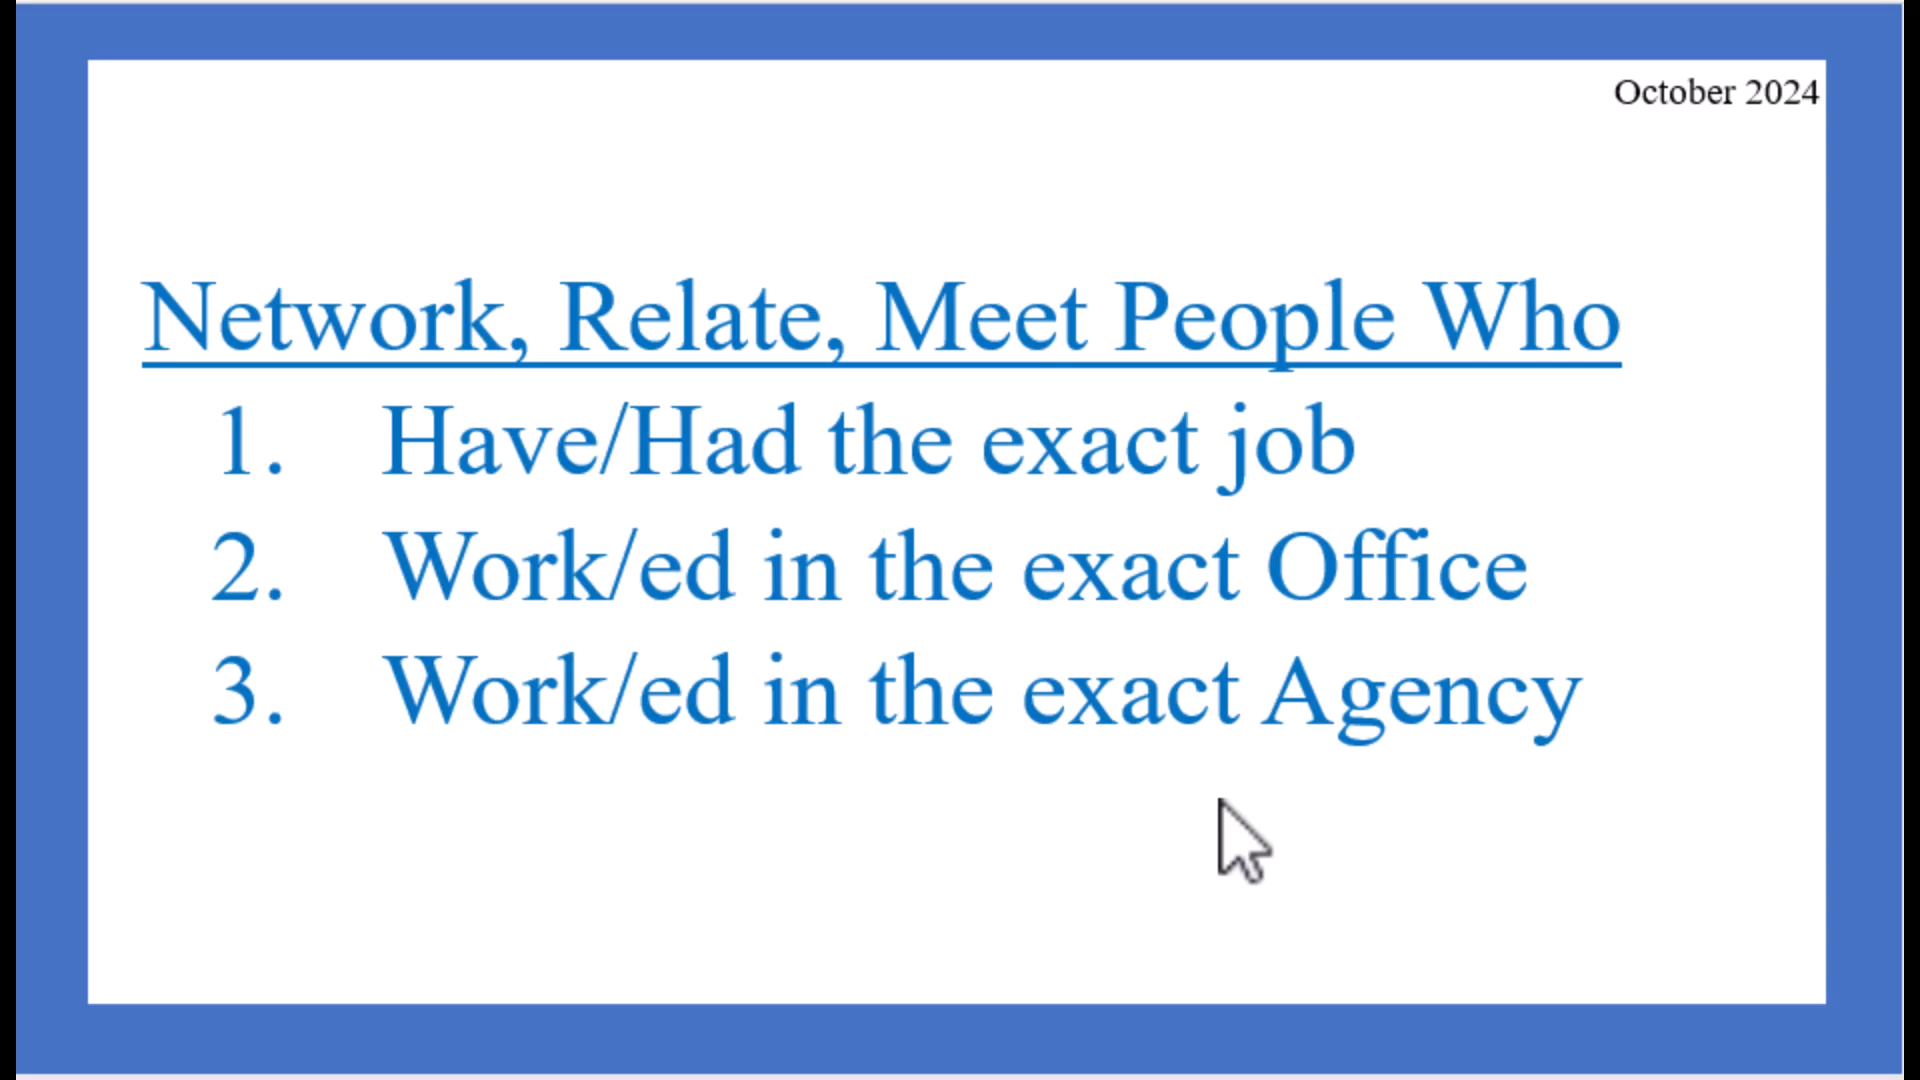 October 2024
Network, Relate, Meet People Who
1. Have/Had the exact job
2. Work/ed in the exact Office
3. Work/ed in the exact Agency